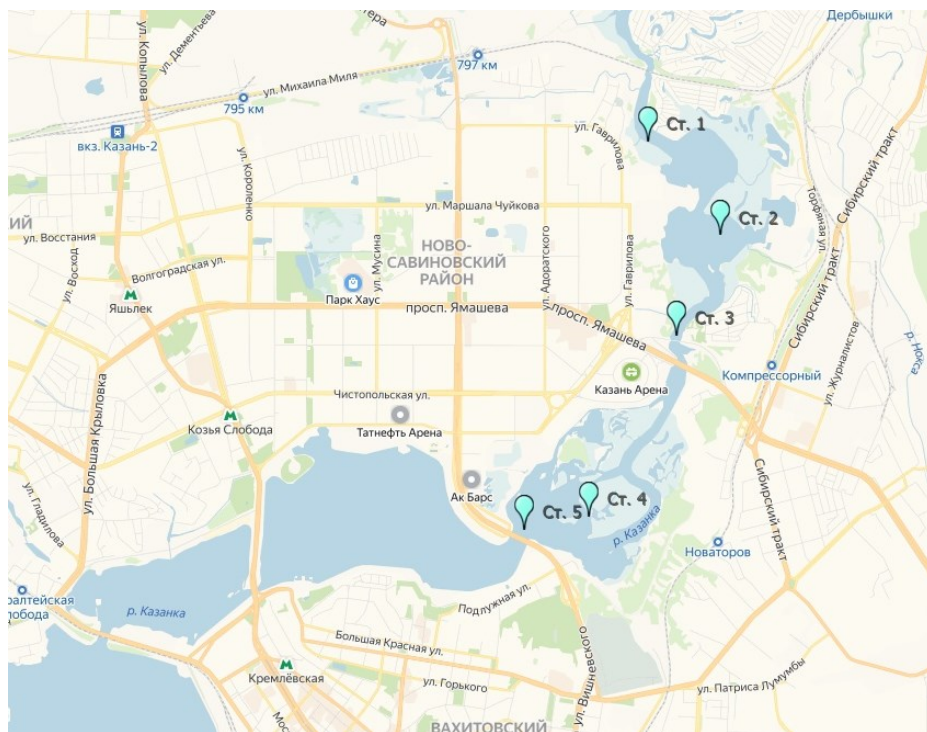 Дербышки
ул. Дементьева
ул. Копылова
797 км
ул. Михаила Миля
795 км
вкз. Казань-2
ул. Гаврилова
Ст. 1
ул. Короленко
Сибирский тракт
Торфяная ул.
ул. Маршала Чуйкова
Ст. 2
ул. Восстания
НОВО-
САВИНОВСКИЙ
РАЙОН
ул. Мусина
ул. Адоратского
ул. Гаврилова
ул. Восход
Волгоградская ул.
Парк Хаус
Яшьлек
просп. Ямашева
просп. Ямашева
Ст. 3
Сибирский тракт
р. Нокса
ул. Журналистов
Компрессорный
Казань Арена
Чистопольская ул.
Татнефть Арена
Козья Слобода
ул. Большая Крыловка
Ак Барс
Ст. 4
Ст. 5
р. Казанка
Сибирский тракт
ул. Гладилова
Новаторов
р. Казанка
Подлужная ул.
Большая Красная ул.
ул. Вишневского
Кремлёвская
ул. Горького
ул. Патриса Лумумбы
ВАХИТОВСКИЙ